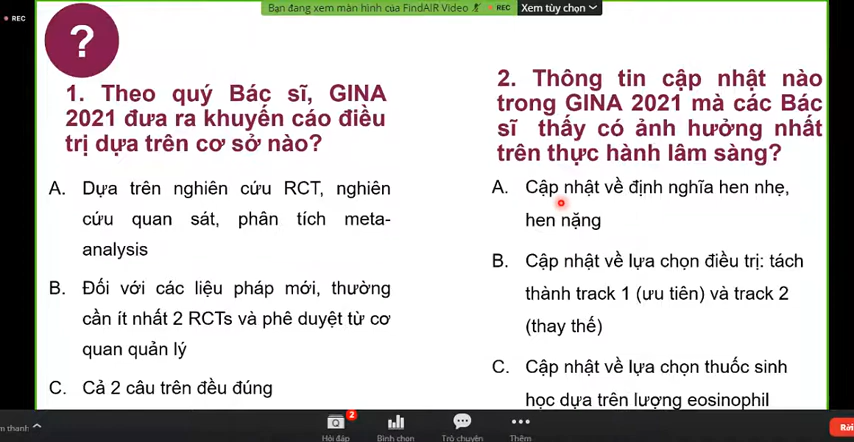 REC
Bạn đang xem màn hình của FindAIR Video
REC
Xem tùy chọn
?
1. Theo quý Bác sĩ, GINA
2021 đưa ra khuyến cáo điều
trị dựa trên cơ sở nào?
A. Dựa trên nghiên cứu RCT, nghiên
cứu quan sát, phân tích meta-
analysis
B. Đối với các liệu pháp mới, thường
cần ít nhất 2 RCTs và phê duyệt từ cơ
quan quản lý
C. Cả 2 câu trên đều đúng
2. Thông tin cập nhật nào
trong GINA 2021 mà các Bác
sĩ thấy có ảnh hưởng nhất
trên thực hành lâm sàng?
A. Cập nhật về định nghĩa hen nhẹ,
hen nặng
B. Cập nhật về lựa chọn điều trị: tách
thành track 1 (ưu tiên) và track 2
(thay thế)
C. Cập nhật về lựa chọn thuốc sinh
học dựa trên lượng eosinophil
m thanh
2
Hỏi đáp
Bình chọn
Trò chuyện
Thêm
Rời